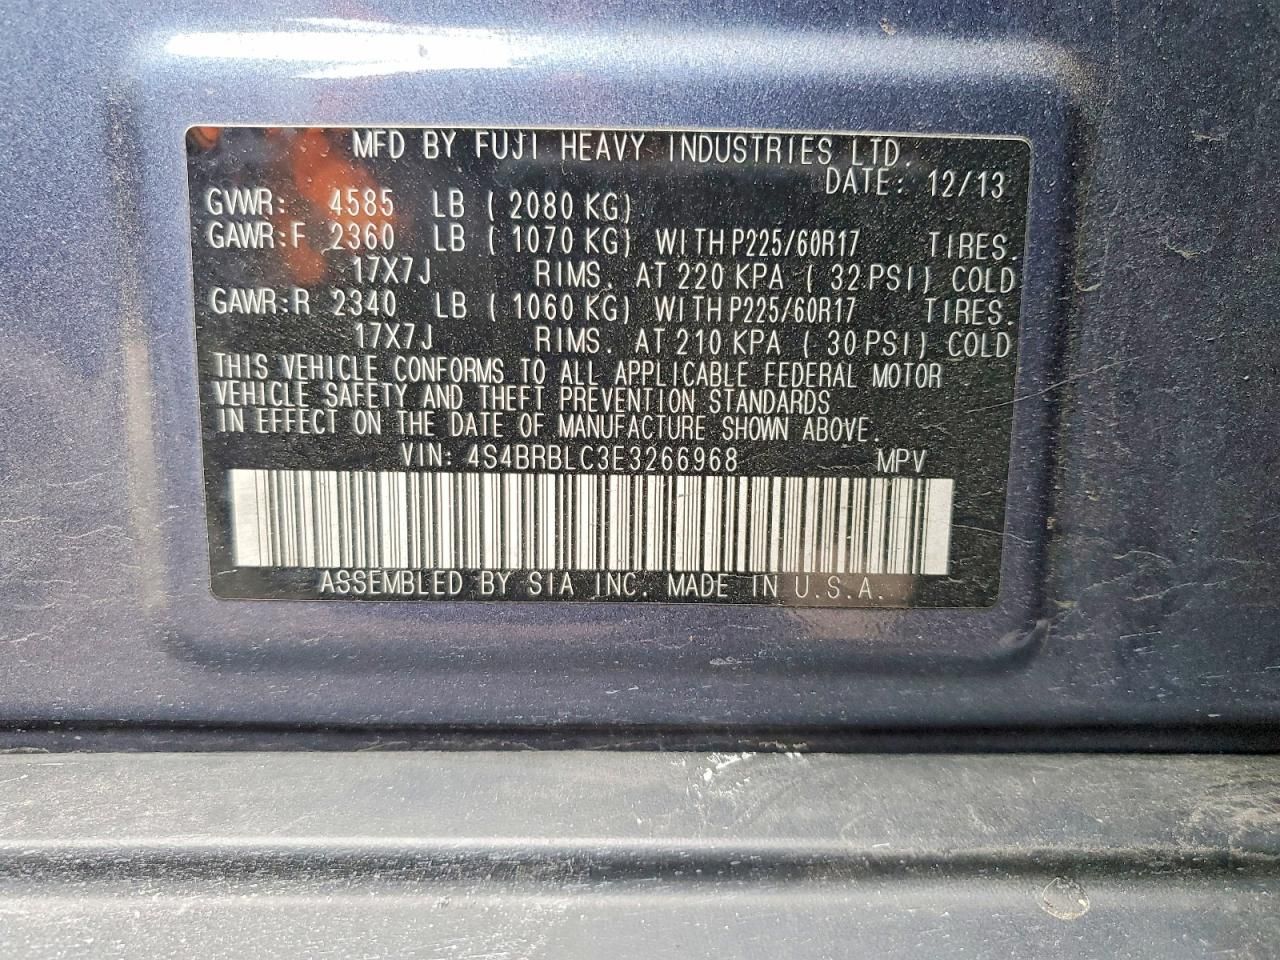 MFD BY FUJI HEAVY INDUSTRIES LTD.
DATE: 12/13
GVWR: 4585 LB ( 2080 KG)
GAWR:F 2360 LB ( 1070 KG) WITH P225/60R17 TIRES.
17X7J RIMS. AT 220 KPA ( 32 PSI) COLD
GAWR:R 2340 LB ( 1060 KG) WITH P225/60R17 TIRES.
17X7J RIMS. AT 210 KPA ( 30 PSI) COLD
THIS VEHICLE CONFORMS TO ALL APPLICABLE FEDERAL MOTOR
VEHICLE SAFETY AND THEFT PREVENTION STANDARDS
IN EFFECT ON THE DATE OF MANUFACTURE SHOWN ABOVE.
VIN: 4S4BRBLC3E3266968 MPV
ASSEMBLED BY SIA INC. MADE IN U.S.A.